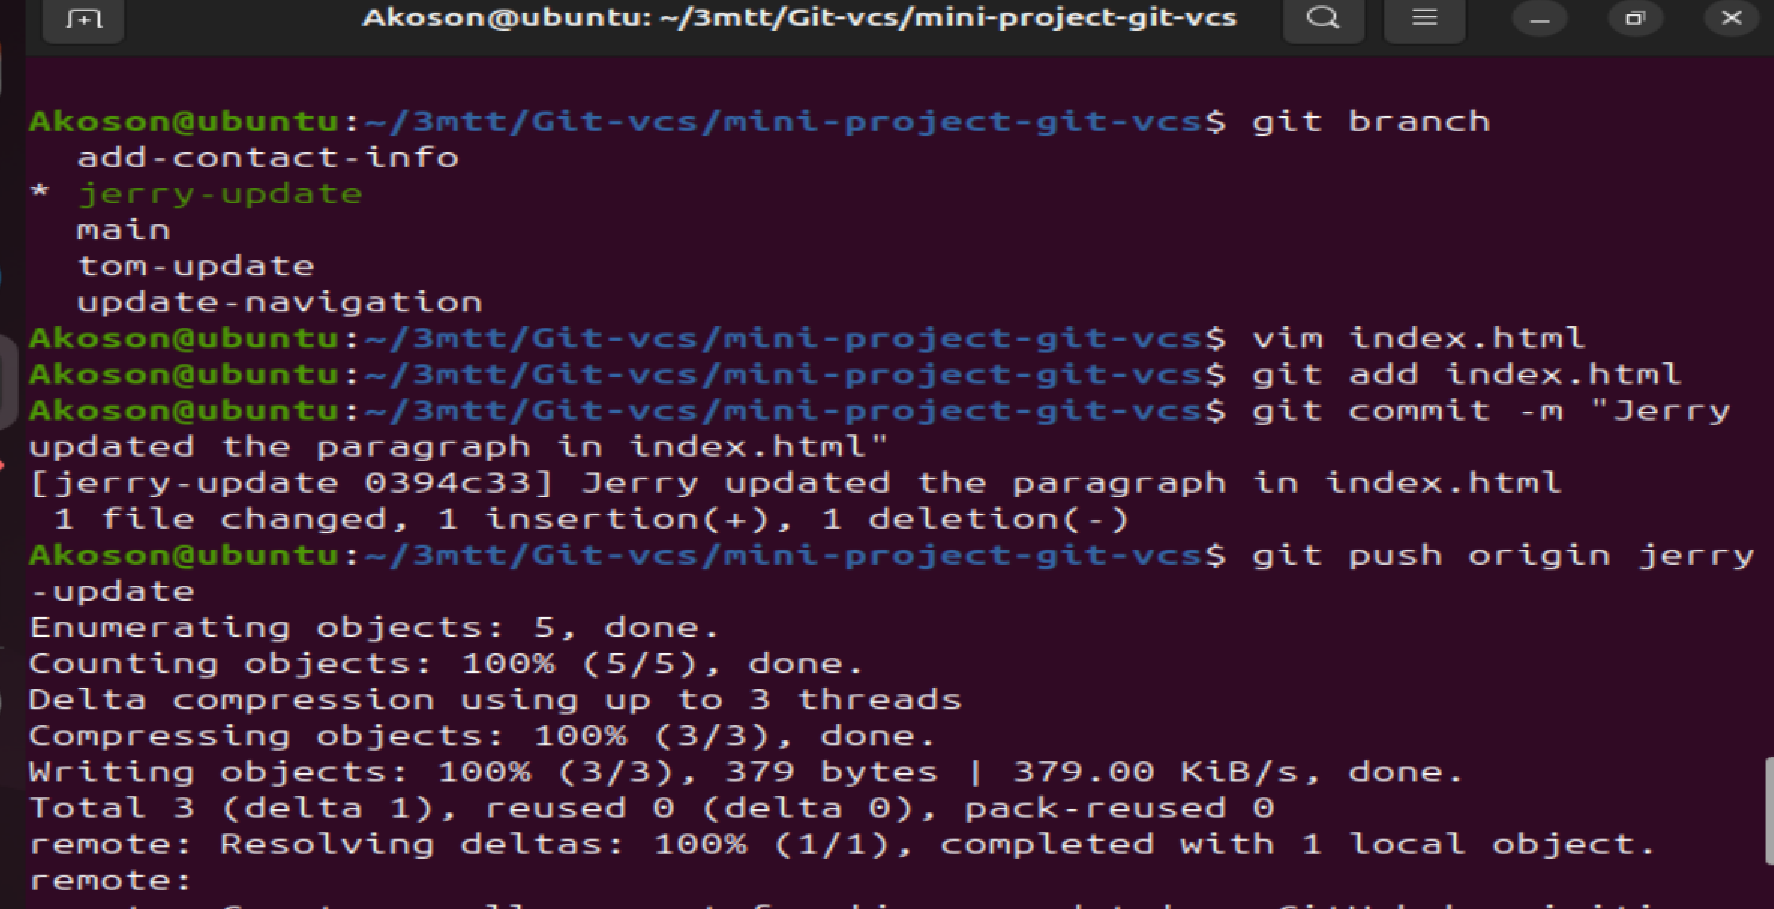 Akoson@ubuntu: ~/3mtt/Git-vcs/mini-project-git-vcs
Akoson@ubuntu:~/3mtt/Git-vcs/mini-project-git-vcs$ git branch
  add-contact-info
* jerry-update
  main
  tom-update
  update-navigation
Akoson@ubuntu:~/3mtt/Git-vcs/mini-project-git-vcs$ vim index.html
Akoson@ubuntu:~/3mtt/Git-vcs/mini-project-git-vcs$ git add index.html
Akoson@ubuntu:~/3mtt/Git-vcs/mini-project-git-vcs$ git commit -m "Jerry
updated the paragraph in index.html"
[jerry-update 0394c33] Jerry updated the paragraph in index.html
 1 file changed, 1 insertion(+), 1 deletion(-)
Akoson@ubuntu:~/3mtt/Git-vcs/mini-project-git-vcs$ git push origin jerry
-update
Enumerating objects: 5, done.
Counting objects: 100% (5/5), done.
Delta compression using up to 3 threads
Compressing objects: 100% (3/3), done.
Writing objects: 100% (3/3), 379 bytes | 379.00 KiB/s, done.
Total 3 (delta 1), reused 0 (delta 0), pack-reused 0
remote: Resolving deltas: 100% (1/1), completed with 1 local object.
remote: